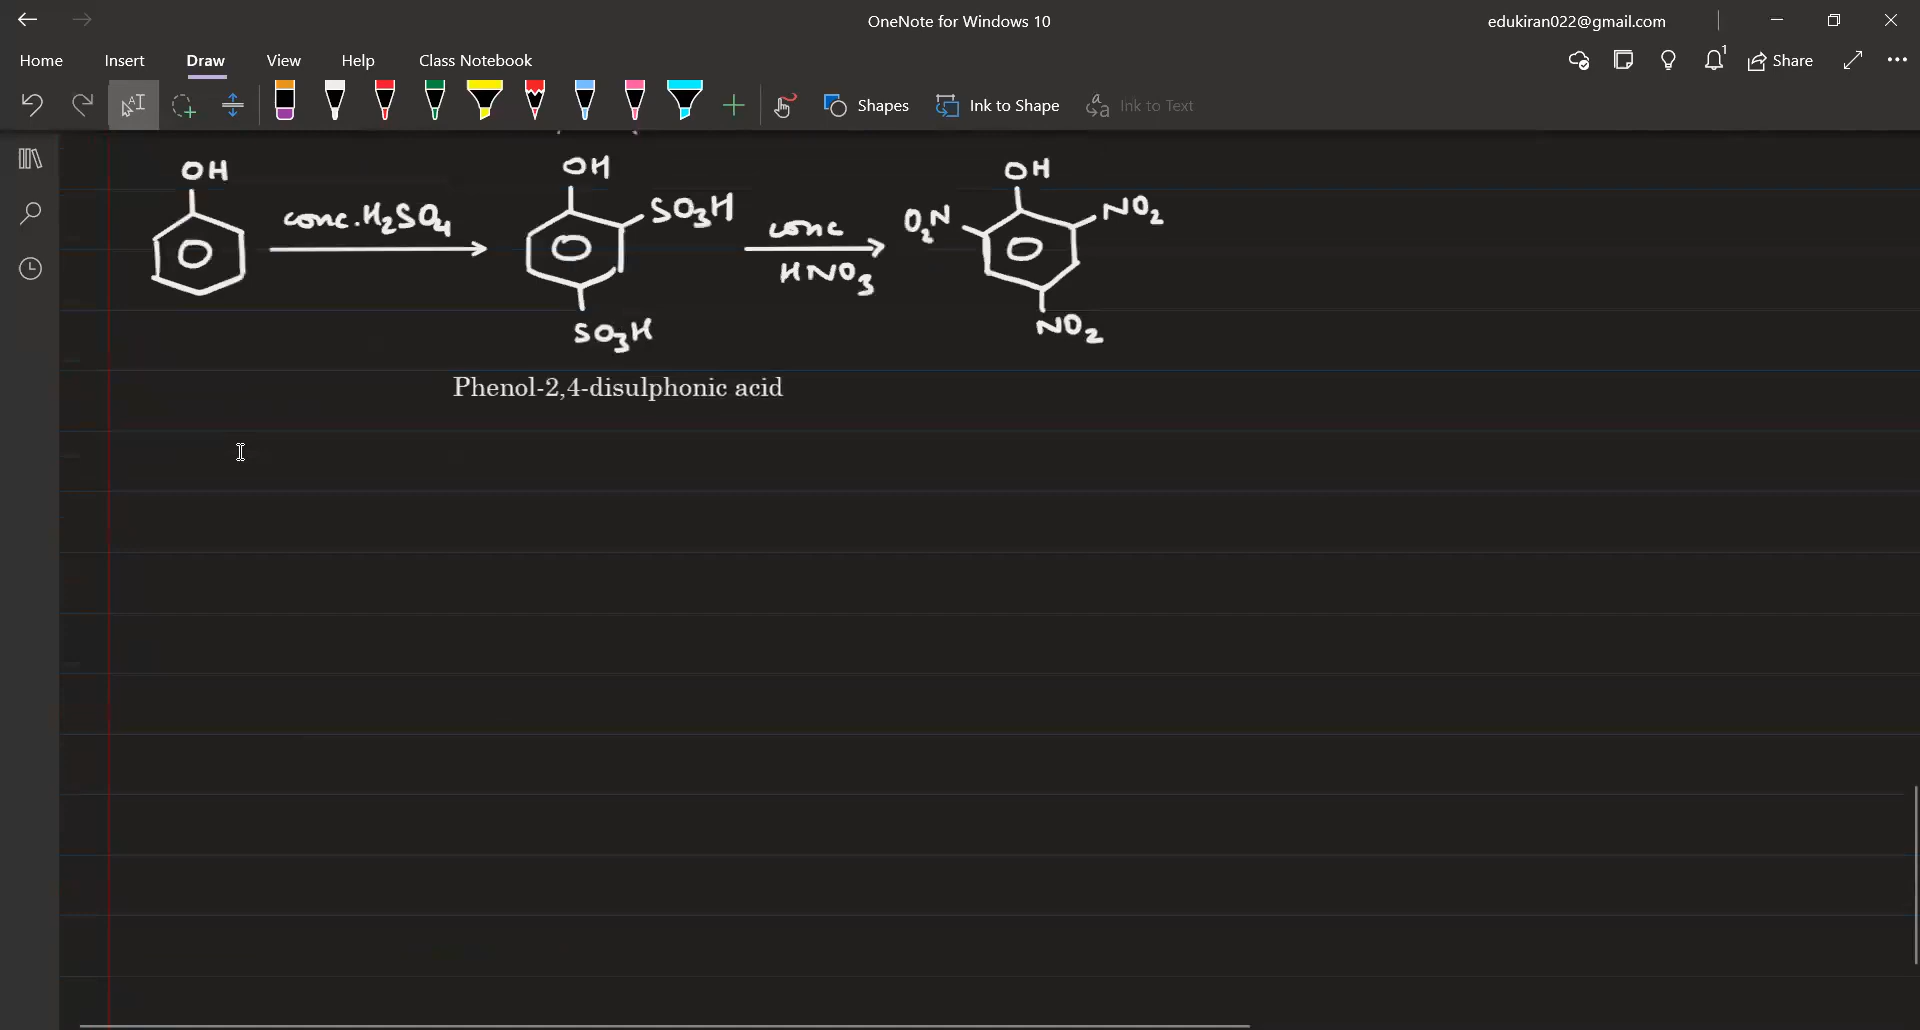 OneNote for Windows 10
edukiran022@gmail.com
Home Insert Draw View Help Class Notebook
1
Share
Shapes Ink to Shape Ink to Text
OH
conc. H₂SO₄
OH
SO₃H
SO₃H
conc
HNO₃
OH
O₂N
NO₂
NO₂
Phenol-2,4-disulphonic acid